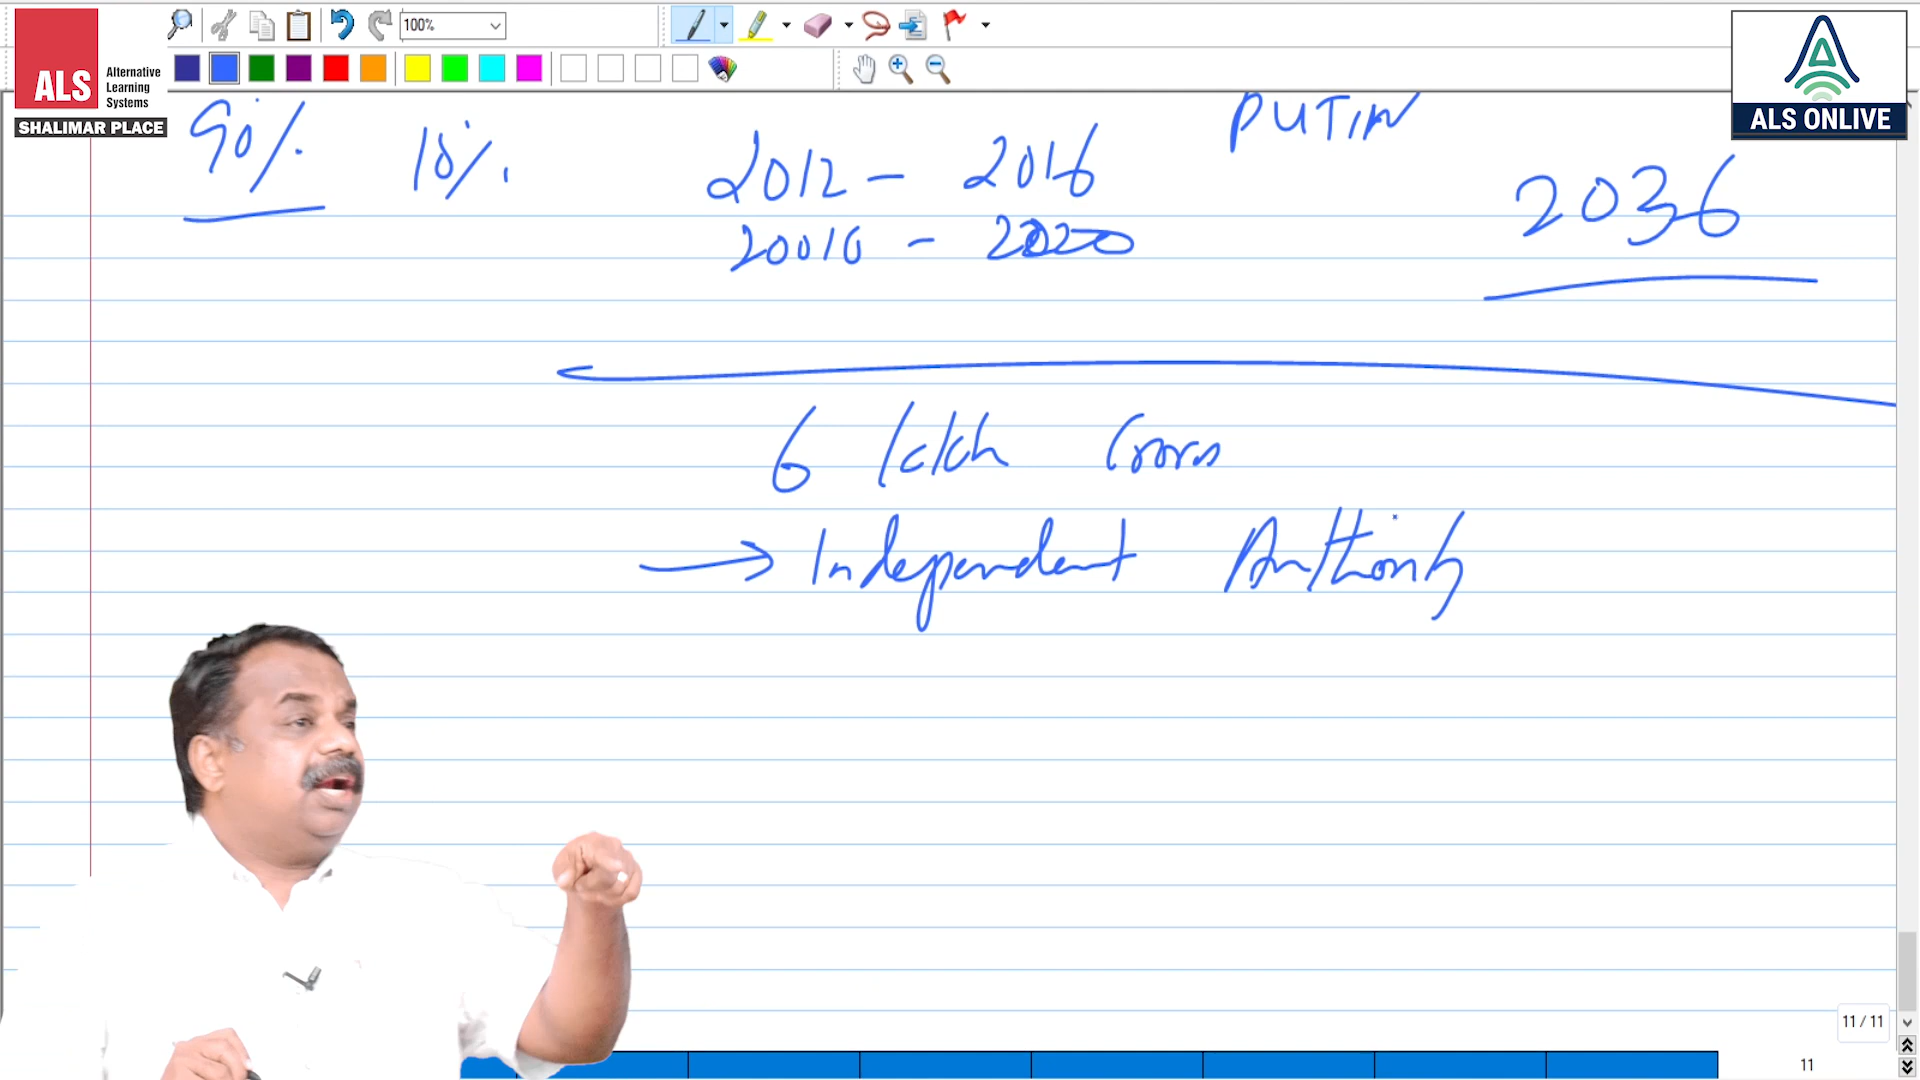 100%
ALS
Alternative
Learning
Systems
SHALIMAR PLACE
ALS ONLIVE
90% 10%
2012 - 2016
20010 - 2020
PUTIN
2036
6 lakh Crores
→ Independent Authority
11 / 11
11